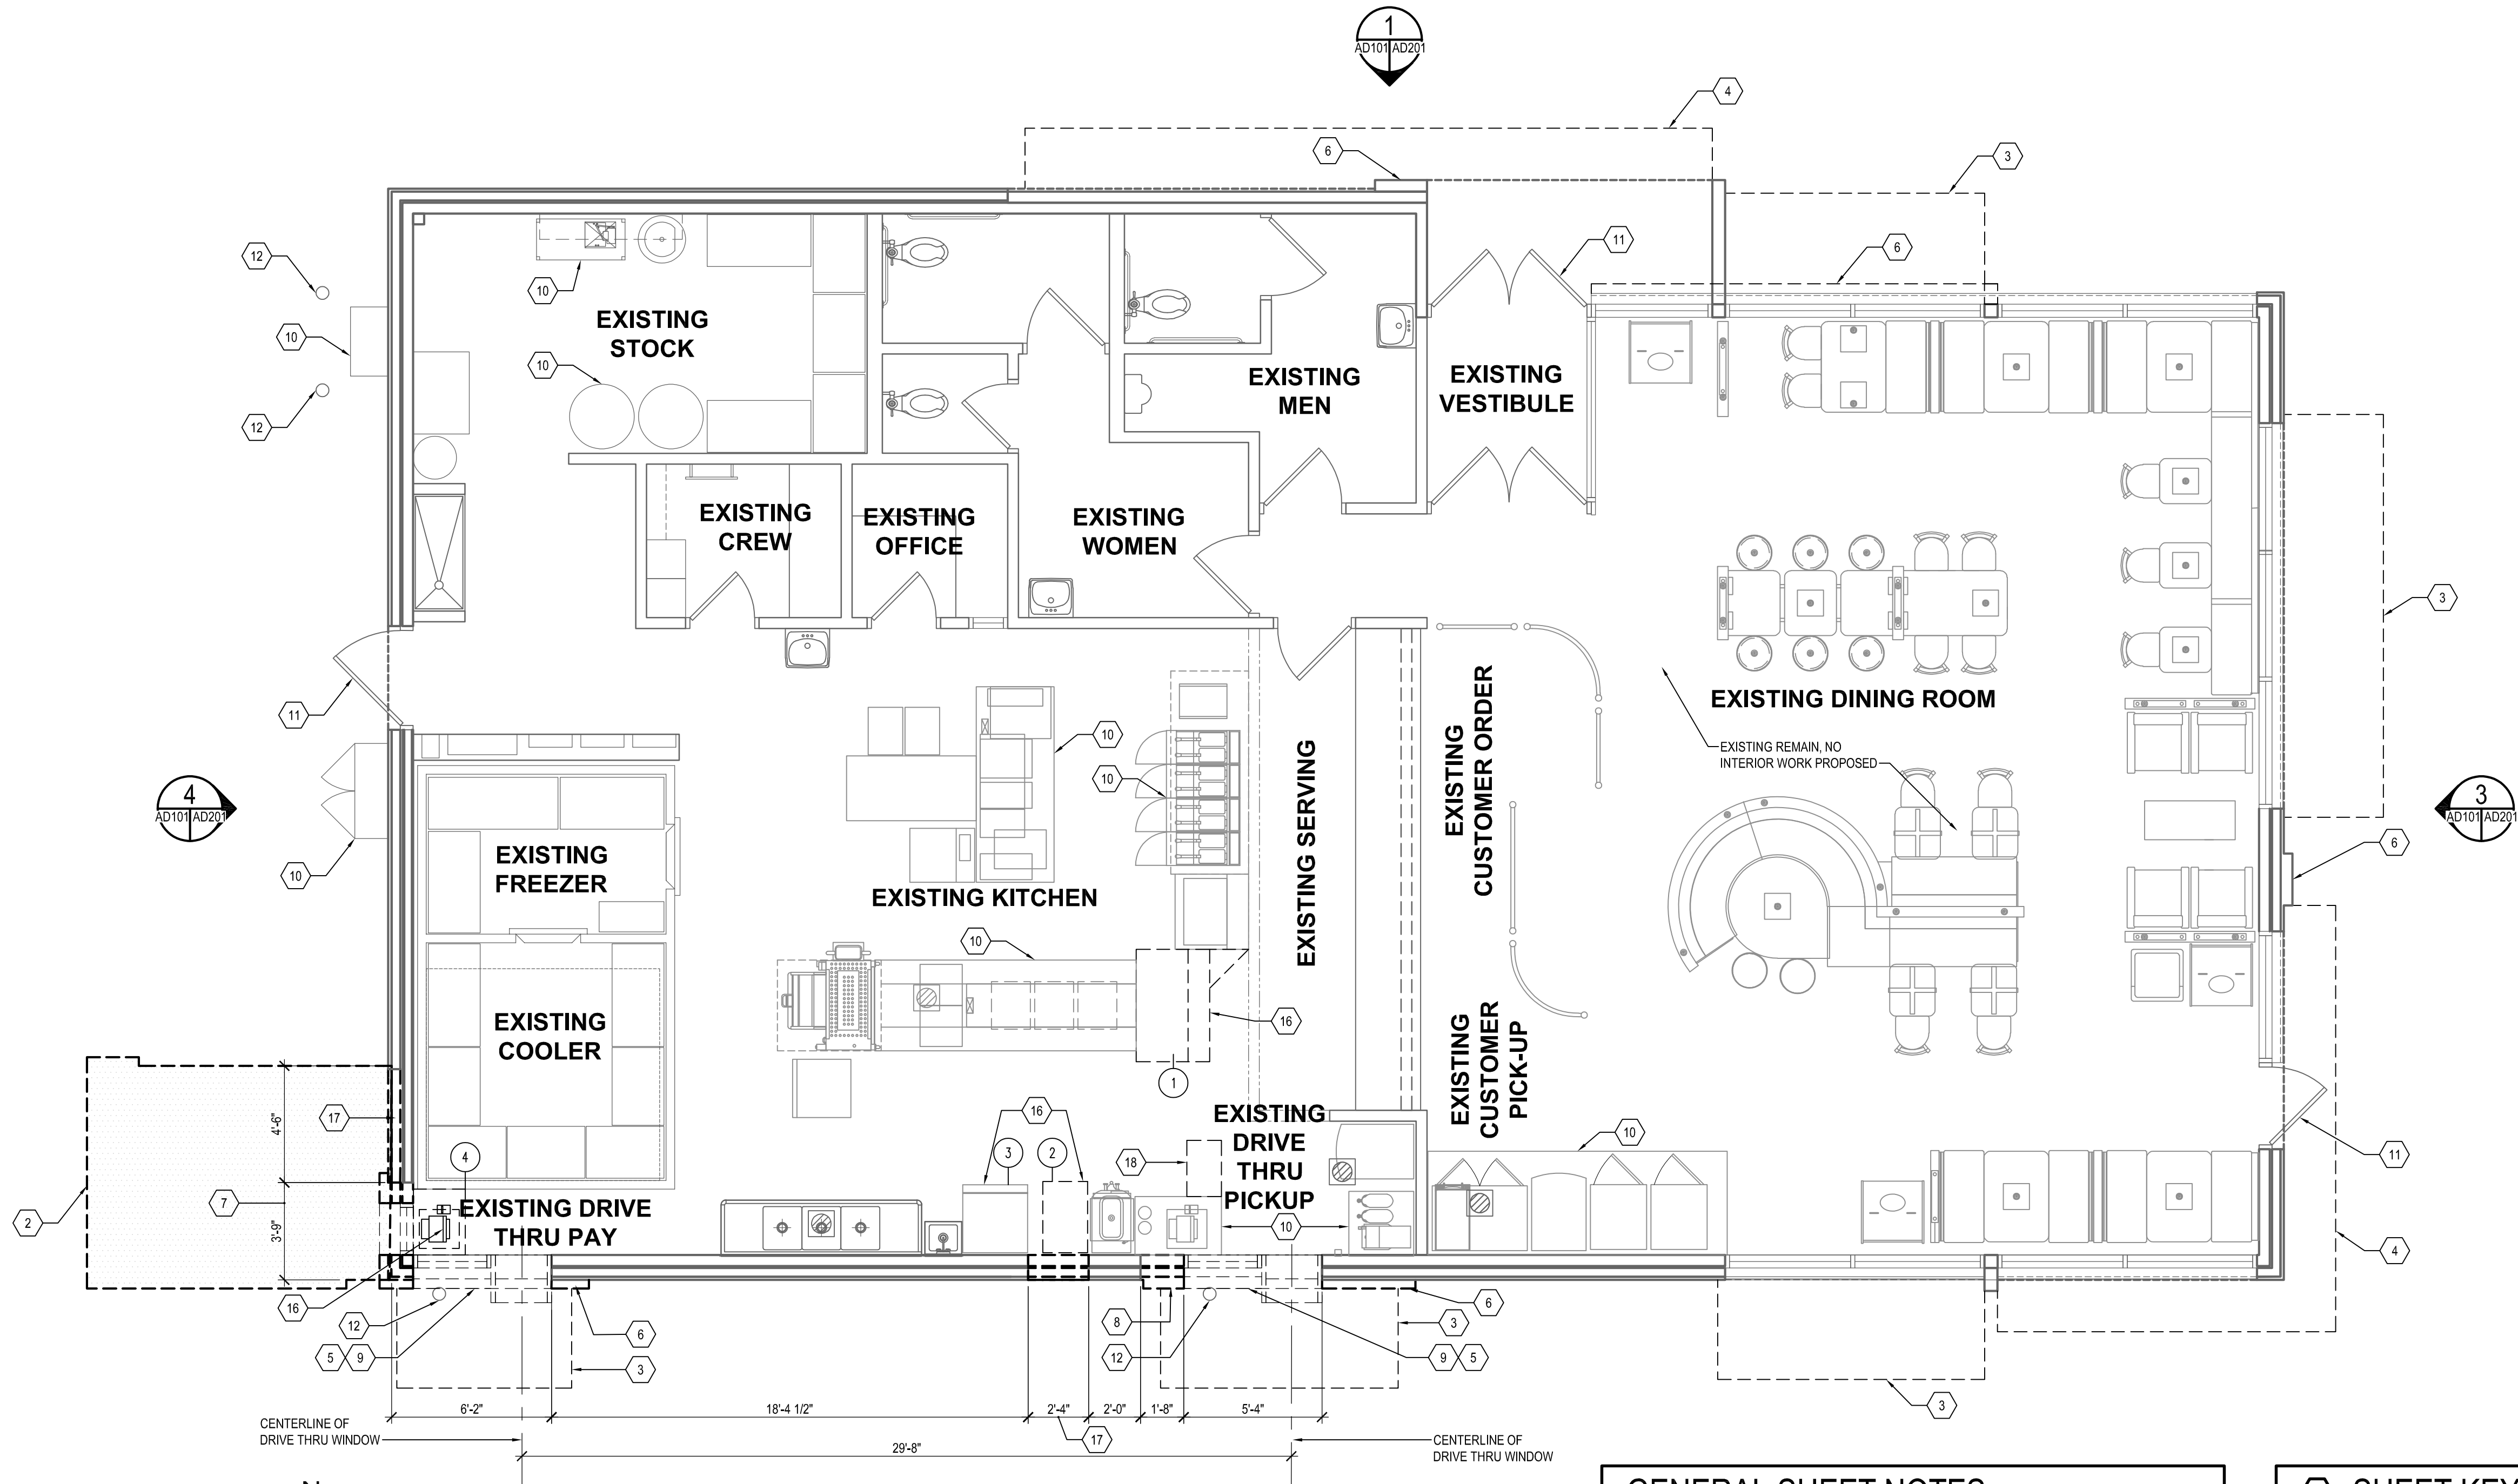 1
AD101 AD201
4
3
6
6
11
12
10
12
10
10
EXISTING
STOCK
EXISTING
MEN
EXISTING
VESTIBULE
EXISTING
CREW
EXISTING
OFFICE
EXISTING
WOMEN
3
11
EXISTING DINING ROOM
EXISTING REMAIN, NO
INTERIOR WORK PROPOSED
10
10
EXISTING SERVING
EXISTING
CUSTOMER ORDER
4
AD101 AD201
3
AD101 AD201
10
6
EXISTING
FREEZER
EXISTING KITCHEN
10
EXISTING
COOLER
16
1
EXISTING
CUSTOMER
PICK-UP
4'-6"
17
4
16
3
2
18
EXISTING
DRIVE
THRU
PICKUP
10
11
2
7
3'-9"
EXISTING DRIVE
THRU PAY
10
4
16
12
5
9
6
3
8
12
6
3
9
5
3
6'-2"
18'-4 1/2"
2'-4"
2'-0"
1'-8"
5'-4"
17
CENTERLINE OF
DRIVE THRU WINDOW
29'-8"
CENTERLINE OF
DRIVE THRU WINDOW